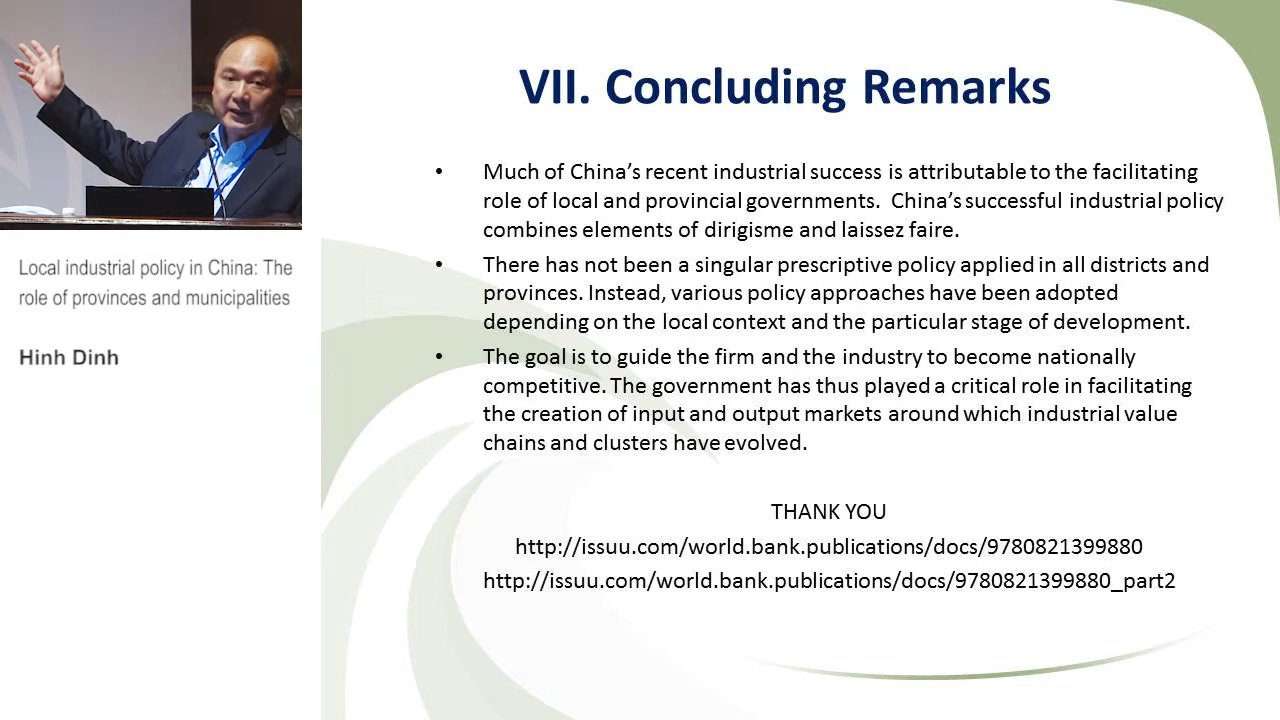 Local industrial policy in China: The
role of provinces and municipalities
Hinh Dinh
VII. Concluding Remarks
• Much of China’s recent industrial success is attributable to the facilitating
role of local and provincial governments.  China’s successful industrial policy
combines elements of dirigisme and laissez faire.
• There has not been a singular prescriptive policy applied in all districts and
provinces. Instead, various policy approaches have been adopted
depending on the local context and the particular stage of development.
• The goal is to guide the firm and the industry to become nationally
competitive. The government has thus played a critical role in facilitating
the creation of input and output markets around which industrial value
chains and clusters have evolved.
THANK YOU
http://issuu.com/world.bank.publications/docs/9780821399880
http://issuu.com/world.bank.publications/docs/9780821399880_part2